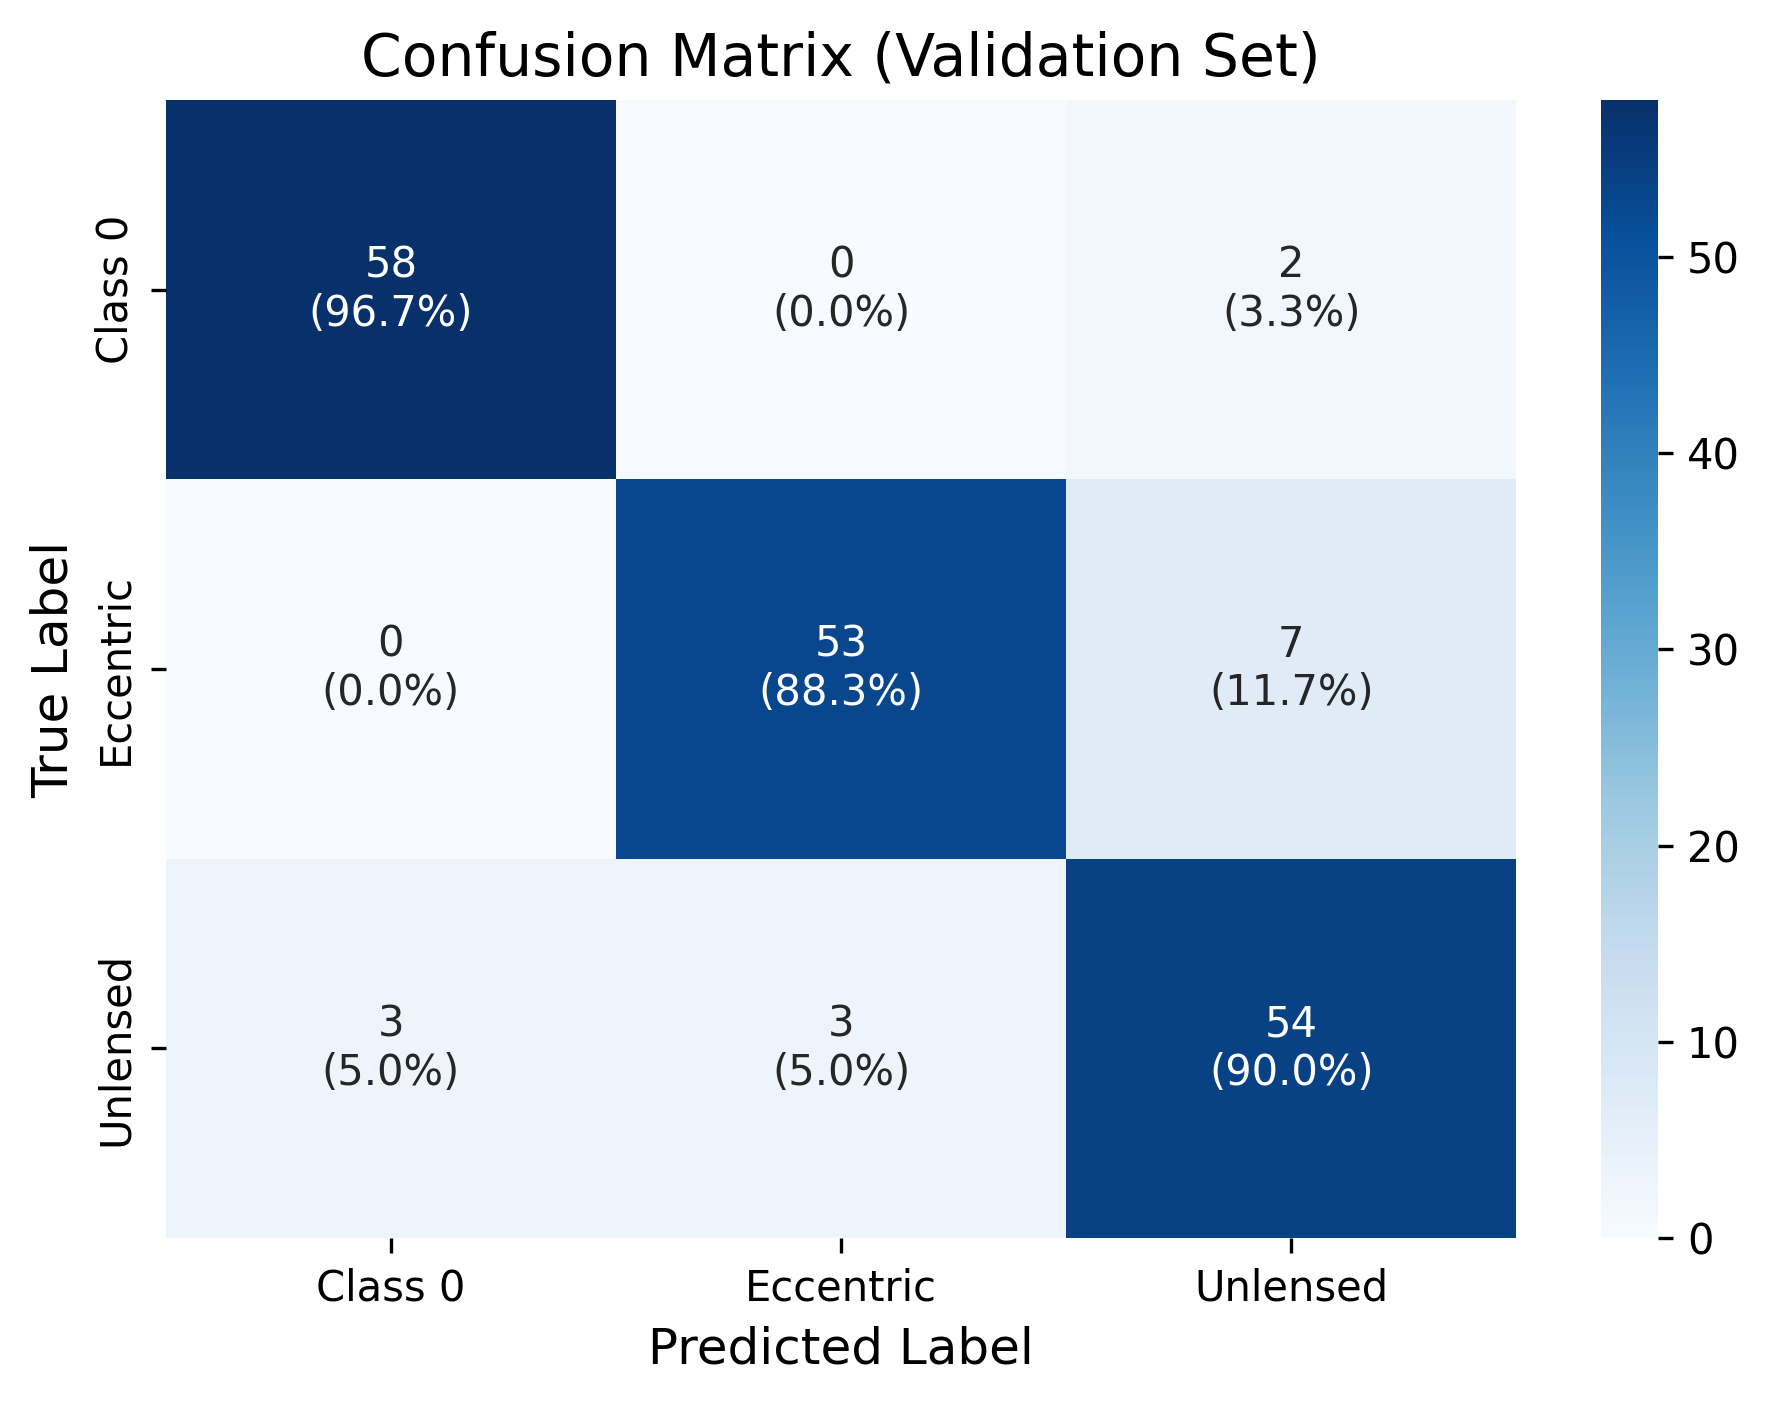 Confusion Matrix (Validation Set)
True Label
Class 0
58
(96.7%)
0
(0.0%)
2
(3.3%)
Eccentric
0
(0.0%)
53
(88.3%)
7
(11.7%)
Unlensed
3
(5.0%)
3
(5.0%)
54
(90.0%)
Class 0
Eccentric
Unlensed
Predicted Label
50
40
30
20
10
0